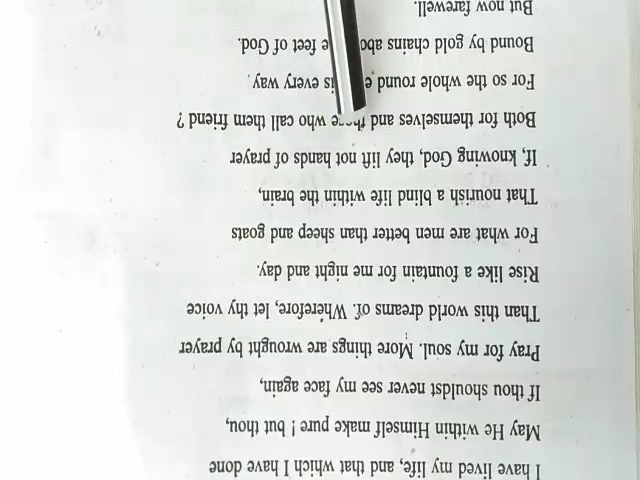 I have lived my life, and that which I have done
May He within Himself make pure ! but thou,
If thou shouldst never see my face again,
Pray for my soul. More things are wrought by prayer
Than this world dreams of. Wherefore, let thy voice
Rise like a fountain for me night and day.
For what are men better than sheep and goats
That nourish a blind life within the brain,
If, knowing God, they lift not hands of prayer
Both for themselves and those who call them friend ?
For so the whole round is every way
Bound by gold chains feet of God.
But now farewell.